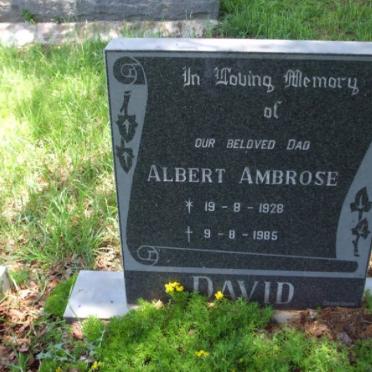 In Loving Memory
of
OUR BELOVED DAD
ALBERT AMBROSE
* 19 - 8 - 1928
† 9 - 8 - 1985
DAVID